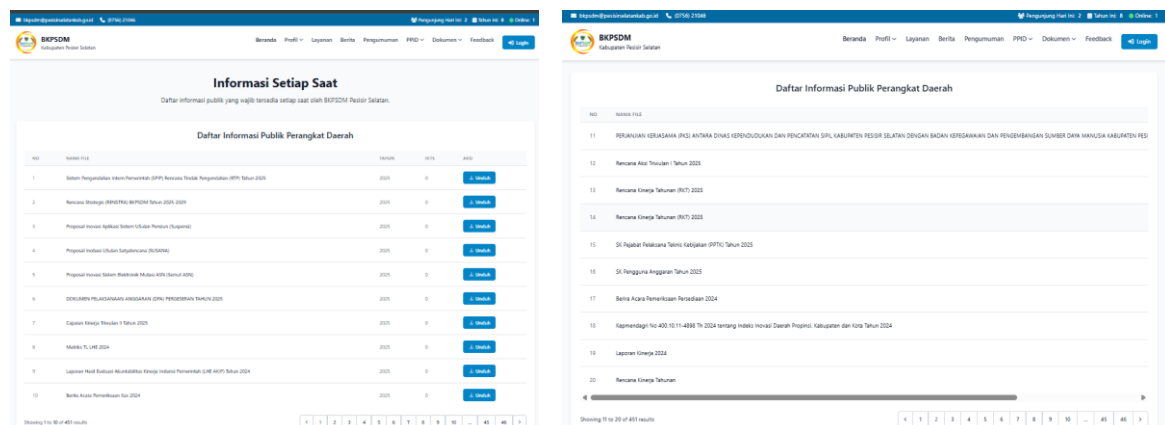 bkpsdm@pesisirselatankab.go.id (0756) 21046 Pengunjung Hari Ini: 2 Tahun Ini: 8 Online: 1
BKPSDM
Kabupaten Pesisir Selatan
Beranda Profil Layanan Berita Pengumuman PPID Dokumen Feedback Login
Informasi Setiap Saat
Daftar informasi publik yang wajib tersedia setiap saat oleh BKPSDM Pesisir Selatan.
Daftar Informasi Publik Perangkat Daerah
NO NAMA FILE TAHUN HITS AKSI
1 Sistem Pengendalian Intern Pemerintah (SPIP) Rencana Tindak Pengendalian (RTP) Tahun 2025 2025 0 Unduh
2 Rencana Strategis (RENSTRA) BKPSDM Tahun 2025-2029 2025 0 Unduh
3 Proposal Inovasi Aplikasi Sistem USulan Pensiun (Suspensi) 2025 0 Unduh
4 Proposal Inovasi USulan Satyalencana (SUSANA) 2025 0 Unduh
5 Proposal Inovasi Sistem Elektronik Mutasi ASN (Samut ASN) 2025 0 Unduh
6 DOKUMEN PELAKSANAAN ANGGARAN (DPA) PERGESERAN TAHUN 2025 2025 0 Unduh
7 Capaian Kinerja Triwulan II Tahun 2025 2025 0 Unduh
8 Matriks TL LHE 2024 2025 0 Unduh
9 Laporan Hasil Evaluasi Akuntabilitas Kinerja Instansi Pemerintah (LHE AKIP) Tahun 2024 2025 0 Unduh
10 Berita Acara Pemeriksaan Kas 2024 2025 0 Unduh
Showing 1 to 10 of 451 results < 1 2 3 4 5 6 7 8 9 10 ... 45 46 >
bkpsdm@pesisirselatankab.go.id (0756) 21046 Pengunjung Hari Ini: 2 Tahun Ini: 8 Online: 1
BKPSDM
Kabupaten Pesisir Selatan
Beranda Profil Layanan Berita Pengumuman PPID Dokumen Feedback Login
Daftar Informasi Publik Perangkat Daerah
NO NAMA FILE
11 PERJANJIAN KERJASAMA (PKS) ANTARA DINAS KEPENDUDUKAN DAN PENCATATAN SIPIL KABUPATEN PESISIR SELATAN DENGAN BADAN KEPEGAWAIAN DAN PENGEMBANGAN SUMBER DAYA MANUSIA KABUPATEN PESI
12 Rencana Aksi Triwulan I Tahun 2025
13 Rencana Kinerja Tahunan (RKT) 2025
14 Rencana Kinerja Tahunan (RKT) 2025
15 SK Pejabat Pelaksana Teknis Kebijakan (PPTK) Tahun 2025
16 SK Pengguna Anggaran Tahun 2025
17 Berira Acara Pemeriksaan Persediaan 2024
18 Kepmendagri No 400.10.11-4890 Th 2024 tentang Indeks Inovasi Daerah Propinsi, Kabupaten dan Kota Tahun 2024
19 Laporan Kinerja 2024
20 Rencana Kinerja Tahunan
Showing 11 to 20 of 451 results < 1 2 3 4 5 6 7 8 9 10 ... 45 46 >